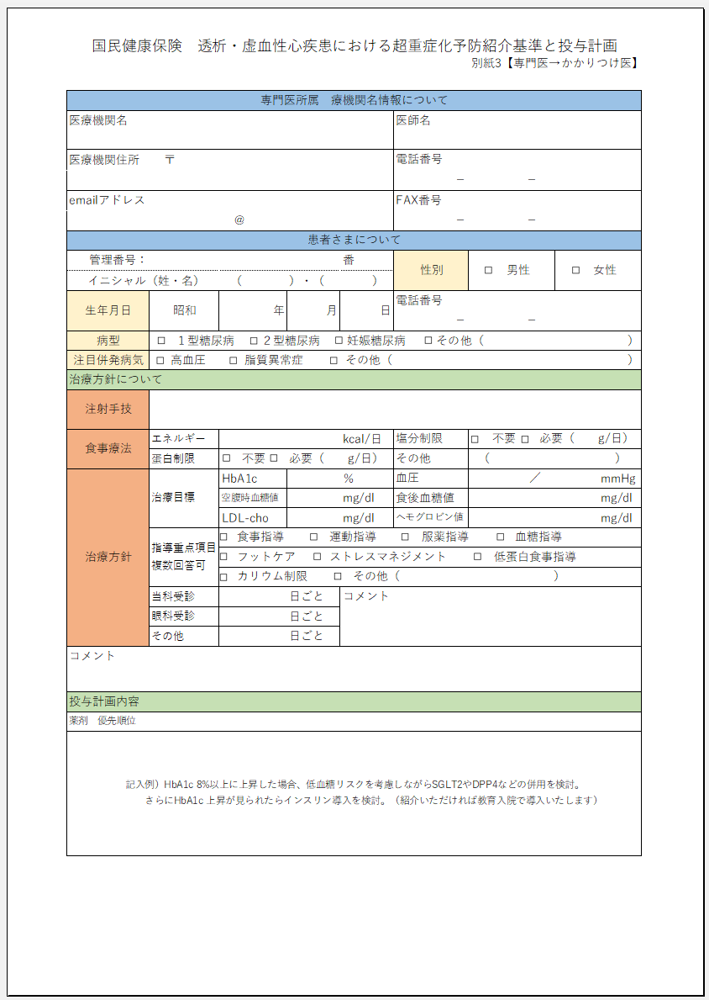 国民健康保険　透析・虚血性心疾患における超重症化予防紹介基準と投与計画
別紙3【専門医→かかりつけ医】
専門医所属　療機関名情報について
医療機関名 医師名
医療機関住所　〒 電話番号
－　－
emailアドレス FAX番号
@ －　－
患者さまについて
管理番号：　番
イニシャル（姓・名）　（　）・（　）
性別 □ 男性 □ 女性
生年月日 昭和 年 月 日 電話番号
－　－
病型 □ １型糖尿病 □ 2 型糖尿病 □ 妊娠糖尿病 □ その他（　）
注目併発病気 □ 高血圧 □ 脂質異常症 □ その他（　）
治療方針について
注射手技
食事療法 エネルギー kcal/日 塩分制限 □ 不要 □ 必要（　g/日）
蛋白制限 □ 不要 □ 必要（　g/日） その他 （　）
治療方針 治療目標 HbA1c % 血圧 ／ mmHg
空腹時血糖値 mg/dl 食後血糖値 mg/dl
LDL-cho mg/dl ヘモグロビン値 mg/dl
指導重点項目
複数回答可
□ 食事指導 □ 運動指導 □ 服薬指導 □ 血糖指導
□ フットケア □ ストレスマネジメント □ 低蛋白食事指導
□ カリウム制限 □ その他（　）
当科受診 日ごと コメント
眼科受診 日ごと
その他 日ごと
コメント
投与計画内容
薬剤　優先順位
記入例）HbA1c 8%以上に上昇した場合、低血糖リスクを考慮しながらSGLT2やDPP4などの併用を検討。
さらにHbA1c 上昇が見られたらインスリン導入を検討。（紹介いただければ教育入院で導入いたします）